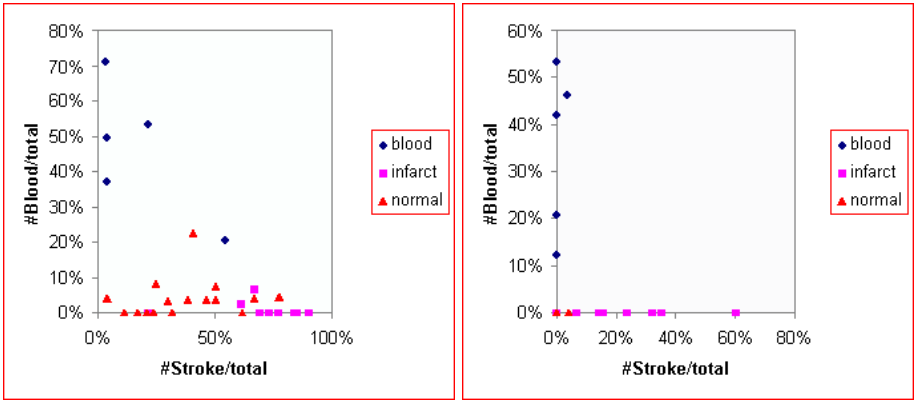 80%
70%
60%
50%
40%
30%
20%
10%
0%
#Blood/total
0% 50% 100%
#Stroke/total
blood
infarct
normal
60%
50%
40%
30%
20%
10%
0%
#Blood/total
0% 20% 40% 60% 80%
#Stroke/total
blood
infarct
normal